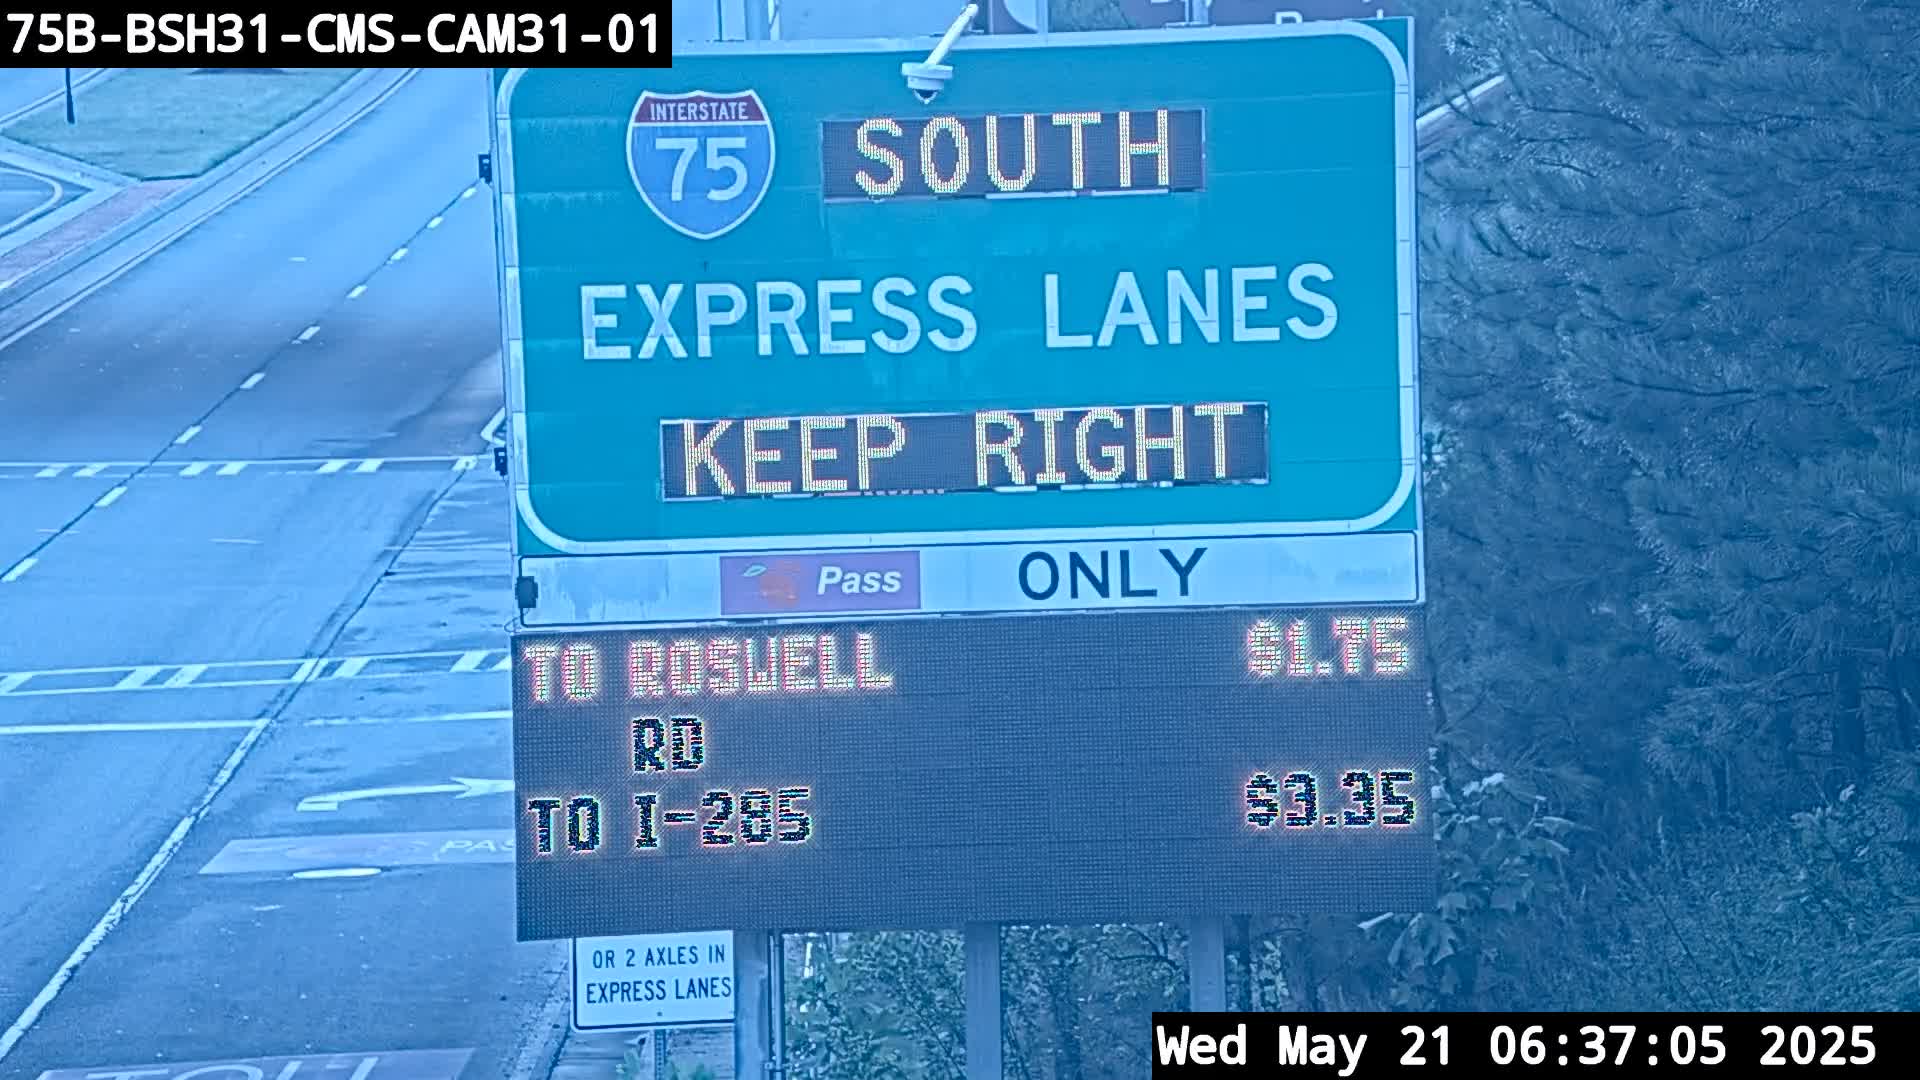 75B-BSH31-CMS-CAM31-01
INTERSTATE
75
SOUTH
EXPRESS LANES
KEEP RIGHT
Pass ONLY
TO ROSWELL $1.75
RD
TO I-285 $3.35
OR 2 AXLES IN
EXPRESS LANES
Wed May 21 06:37:05 2025